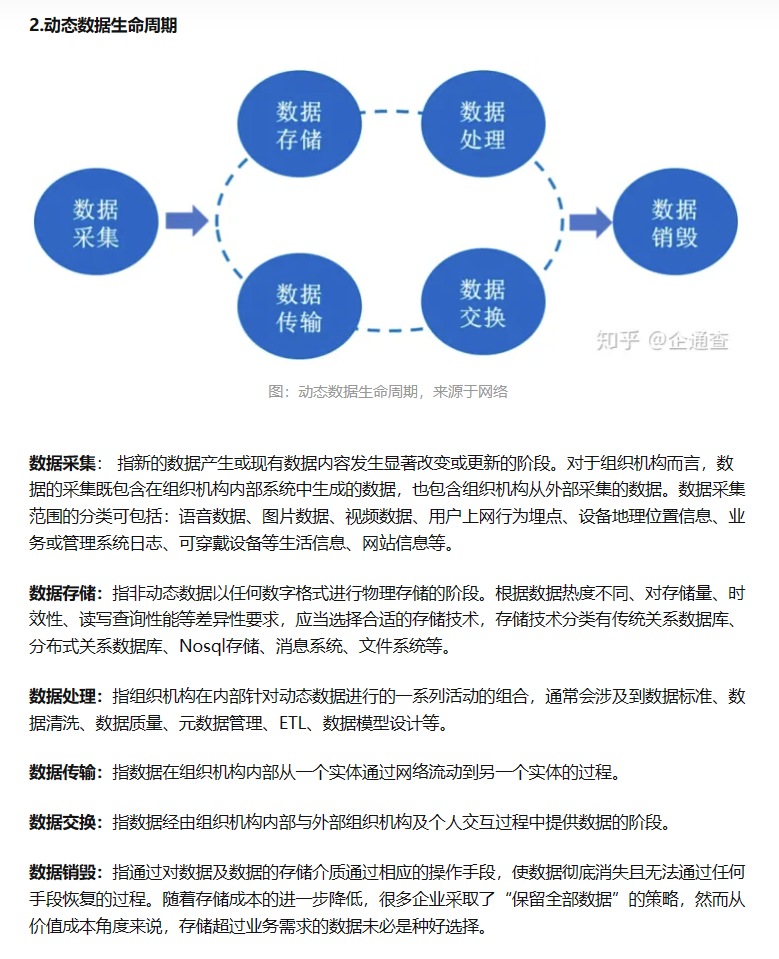 2.动态数据生命周期
数据
存储
数据
处理
数据
采集
数据
销毁
数据
传输
数据
交换
知乎 @企通查
图：动态数据生命周期，来源于网络
数据采集： 指新的数据产生或现有数据内容发生显著改变或更新的阶段。对于组织机构而言，数
据的采集既包含在组织机构内部系统中生成的数据，也包含组织机构从外部采集的数据。数据采集
范围的分类可包括：语音数据、图片数据、视频数据、用户上网行为埋点、设备地理位置信息、业
务或管理系统日志、可穿戴设备等生活信息、网站信息等。
数据存储：指非动态数据以任何数字格式进行物理存储的阶段。根据数据热度不同、对存储量、时
效性、读写查询性能等差异性要求，应当选择合适的存储技术，存储技术分类有传统关系数据库、
分布式关系数据库、Nosql存储、消息系统、文件系统等。
数据处理：指组织机构在内部针对动态数据进行的一系列活动的组合，通常会涉及到数据标准、数
据清洗、数据质量、元数据管理、ETL、数据模型设计等。
数据传输：指数据在组织机构内部从一个实体通过网络流动到另一个实体的过程。
数据交换：指数据经由组织机构内部与外部组织机构及个人交互过程中提供数据的阶段。
数据销毁：指通过对数据及数据的存储介质通过相应的操作手段，使数据彻底消失且无法通过任何
手段恢复的过程。随着存储成本的进一步降低，很多企业采取了“保留全部数据”的策略，然而从
价值成本角度来说，存储超过业务需求的数据未必是种好选择。